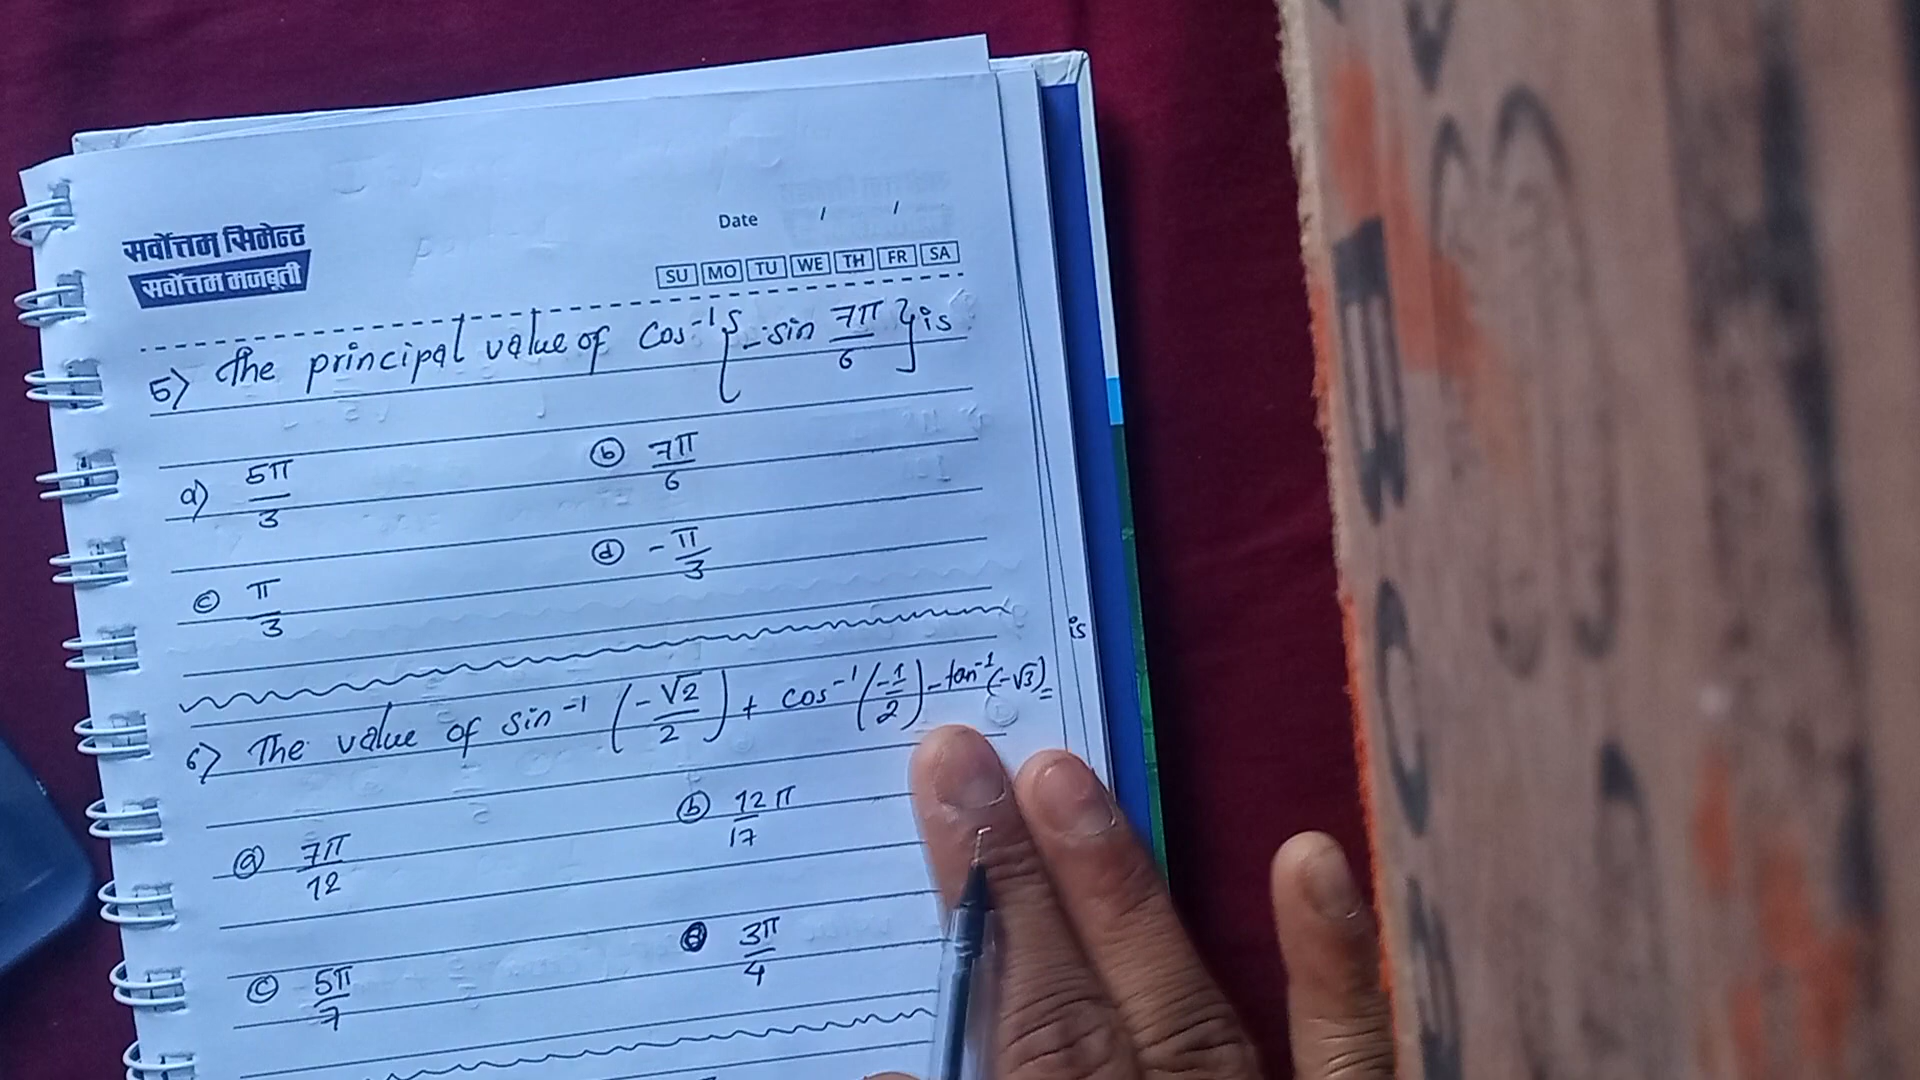 सर्वोत्तम सिमेन्ट
सर्वोत्तम मजबूती
Date / /
SU MO TU WE TH FR SA
5) The principal value of cos⁻¹{-sin 7π/6} is
a) 5π/3 (b) 7π/6
(c) π/3 (d) -π/3
is
6) The value of sin⁻¹(-√2/2) + cos⁻¹(-1/2) - tan⁻¹(-√3) =
(a) 7π/12 (b) 12π/17
(c) 5π/7 3π/4